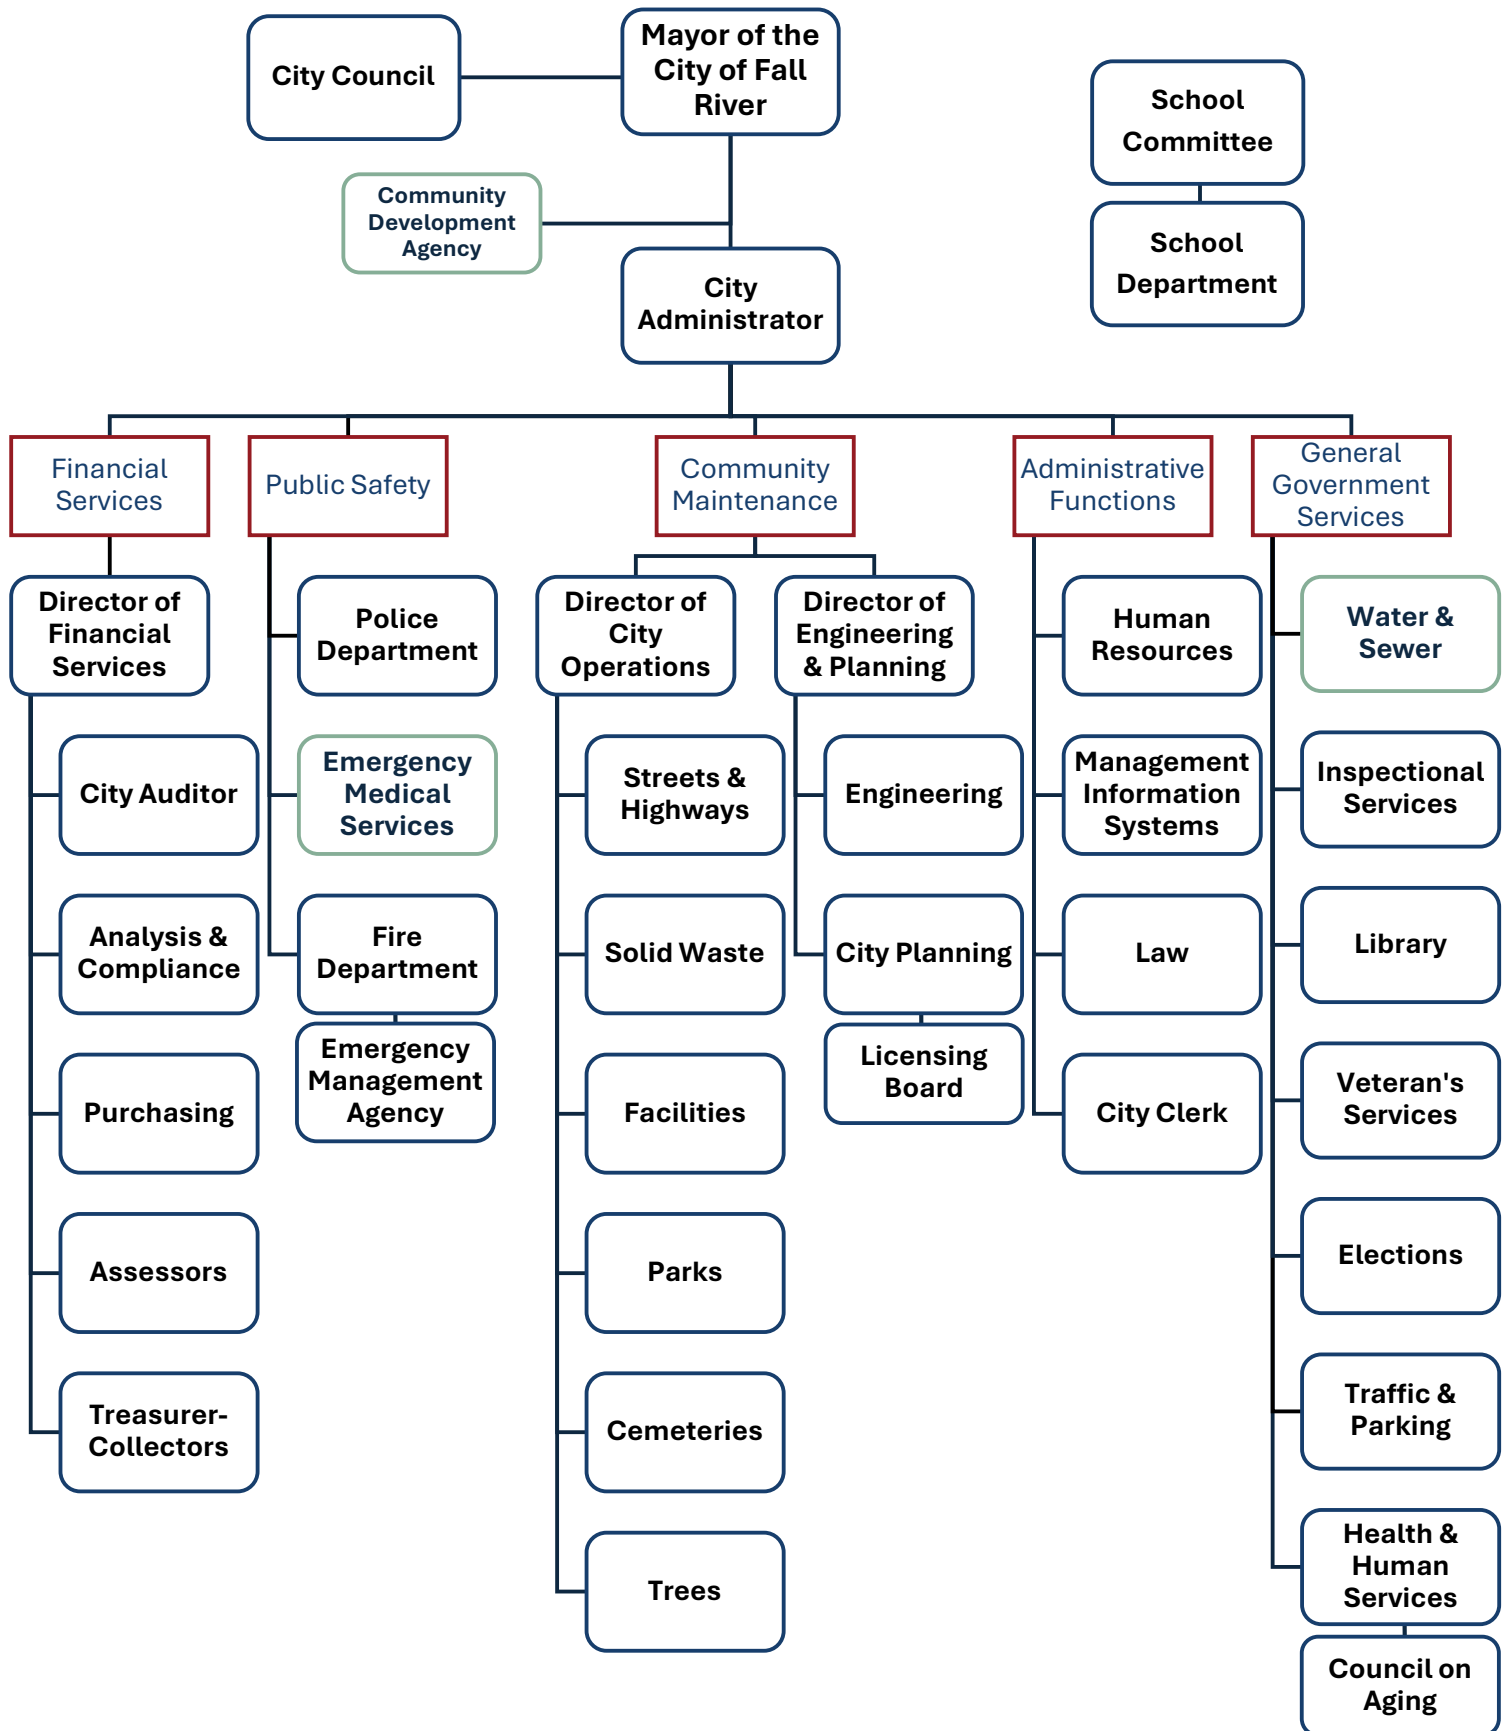 City Council
Mayor of the
City of Fall
River
School
Committee
Community
Development
Agency
School
Department
City
Administrator
Financial
Services
Public Safety
Community
Maintenance
Administrative
Functions
General
Government
Services
Director of
Financial
Services
City Auditor
Analysis &
Compliance
Purchasing
Assessors
Treasurer-
Collectors
Police
Department
Emergency
Medical
Services
Fire
Department
Emergency
Management
Agency
Director of
City
Operations
Streets &
Highways
Solid Waste
Facilities
Parks
Cemeteries
Trees
Director of
Engineering
& Planning
Engineering
City Planning
Licensing
Board
Human
Resources
Management
Information
Systems
Law
City Clerk
Water &
Sewer
Inspectional
Services
Library
Veteran's
Services
Elections
Traffic &
Parking
Health &
Human
Services
Council on
Aging